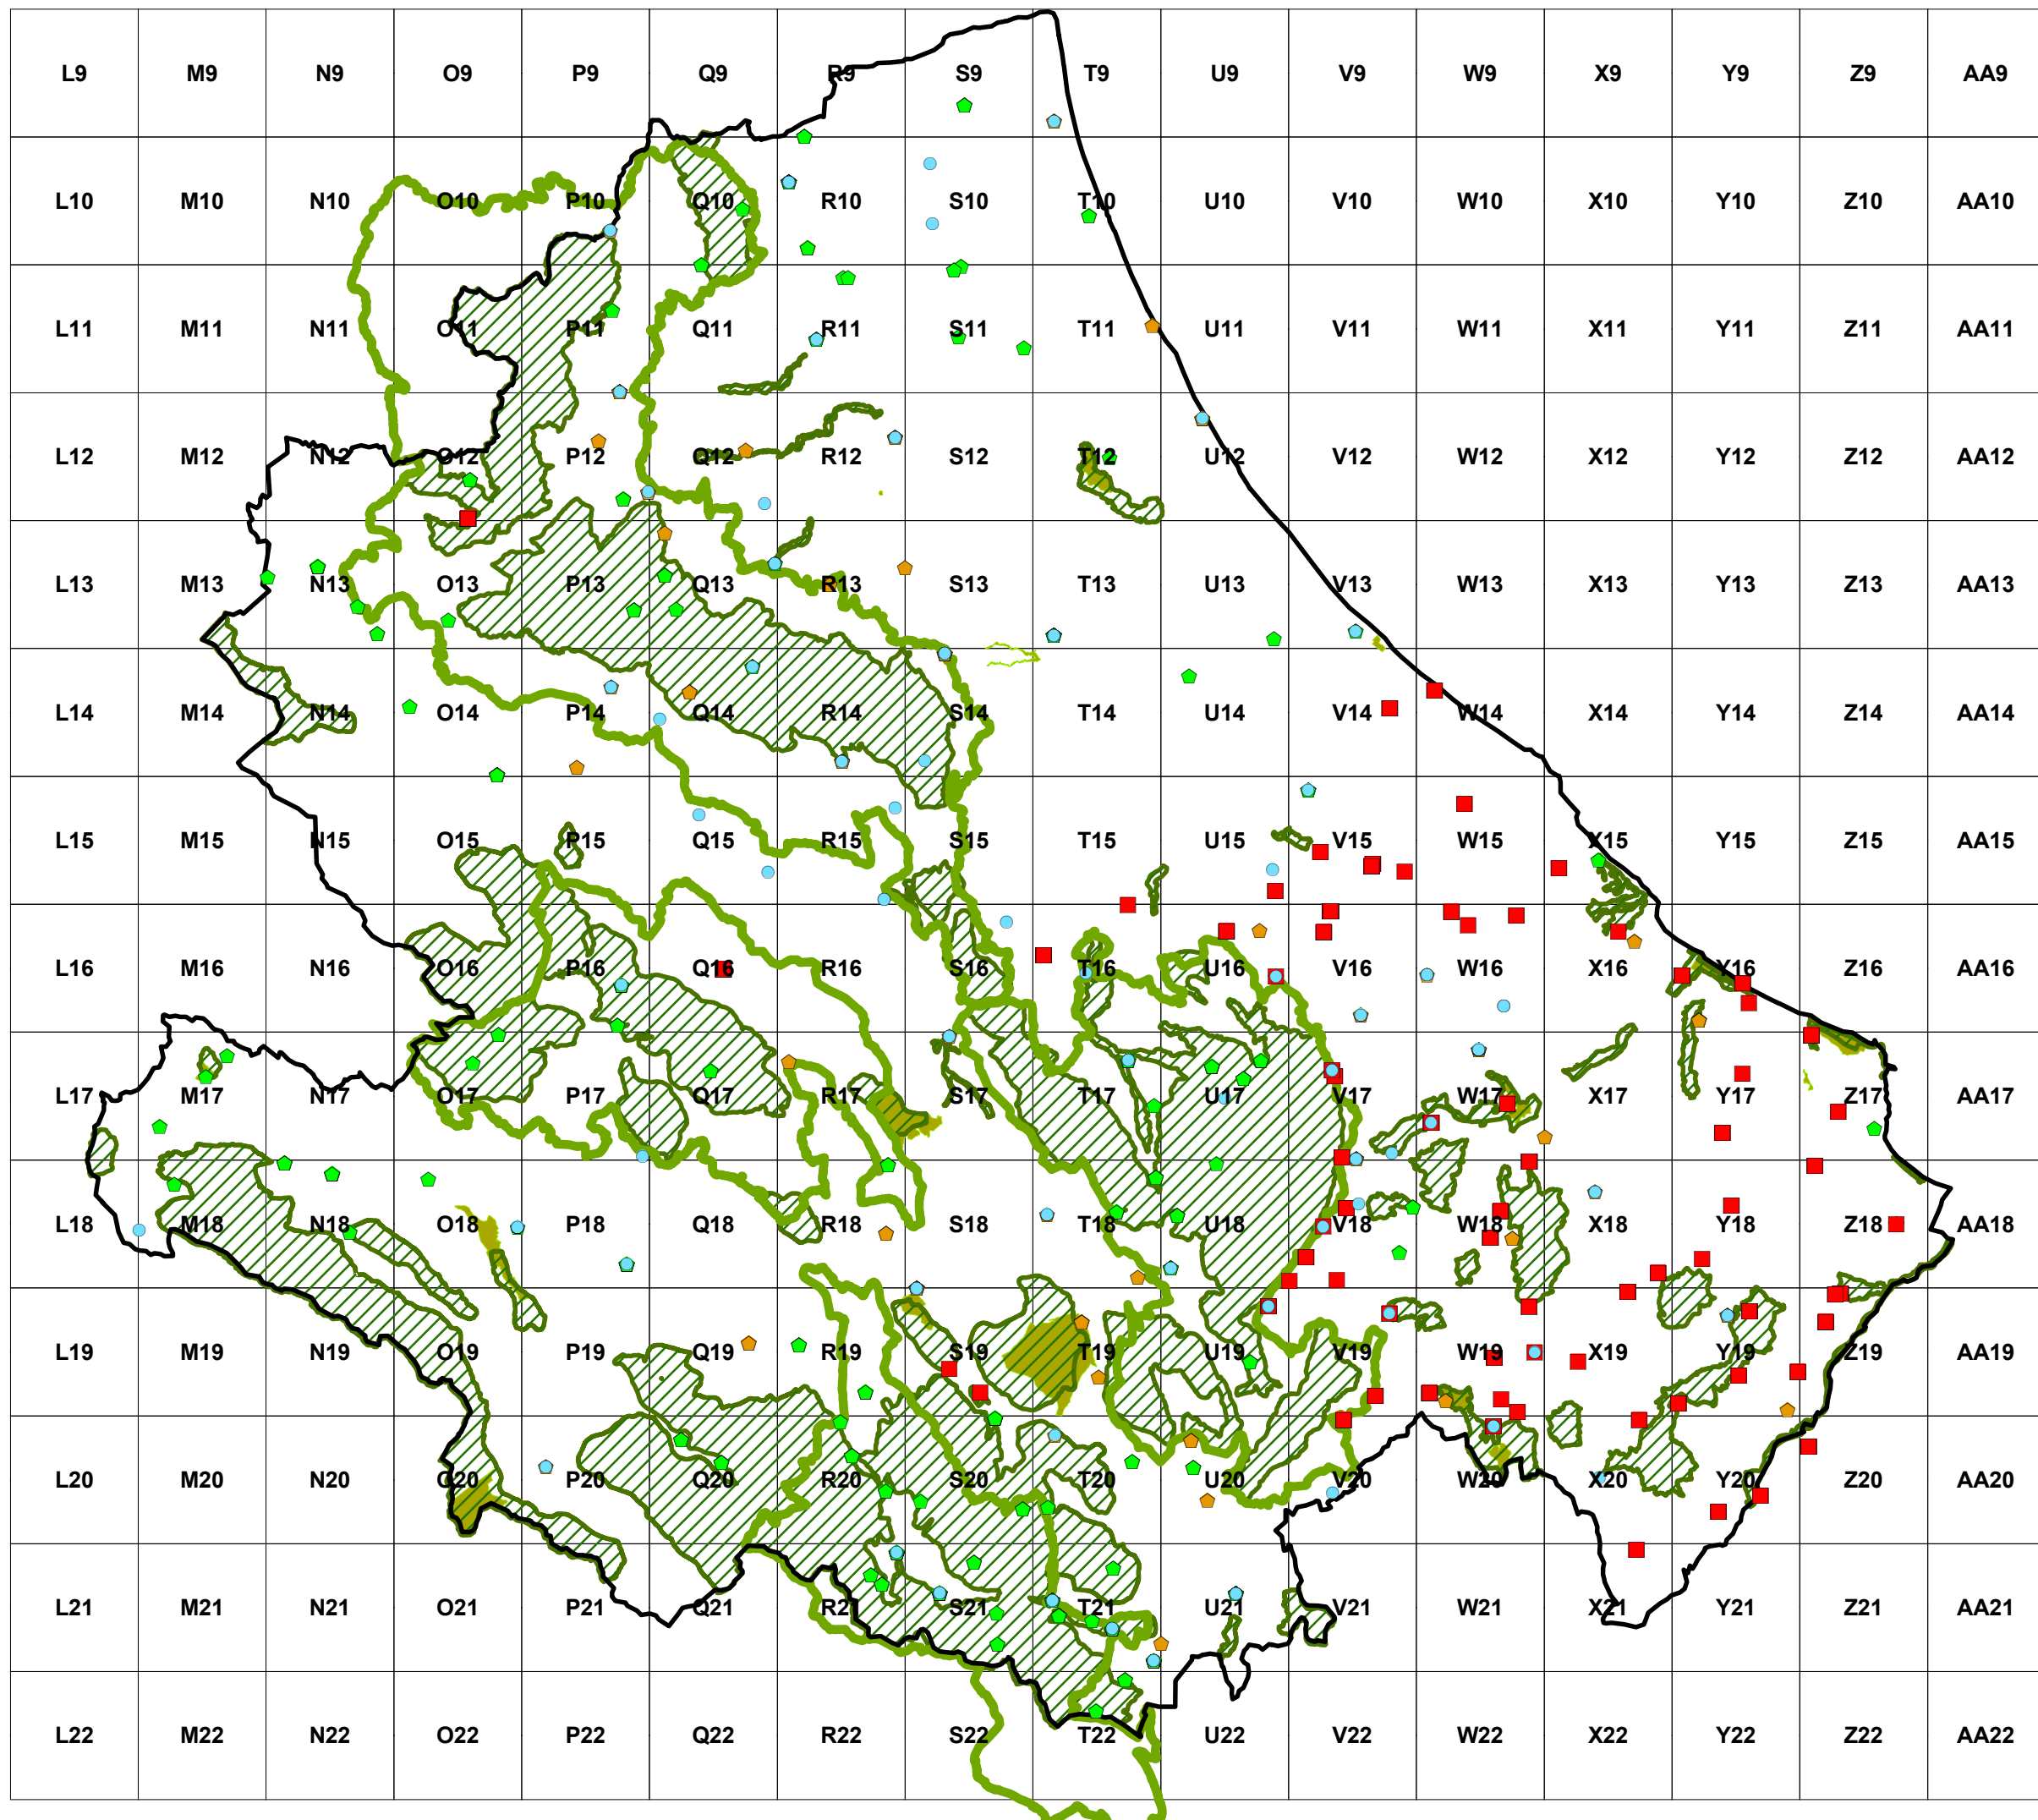 L9 M9 N9 O9 P9 Q9 R9 S9 T9 U9 V9 W9 X9 Y9 Z9 AA9
L10 M10 N10 O10 P10 Q10 R10 S10 T10 U10 V10 W10 X10 Y10 Z10 AA10
L11 M11 N11 O11 P11 Q11 R11 S11 T11 U11 V11 W11 X11 Y11 Z11 AA11
L12 M12 N12 O12 P12 Q12 R12 S12 T12 U12 V12 W12 X12 Y12 Z12 AA12
L13 M13 N13 O13 P13 Q13 R13 S13 T13 U13 V13 W13 X13 Y13 Z13 AA13
L14 M14 N14 O14 P14 Q14 R14 S14 T14 U14 V14 W14 X14 Y14 Z14 AA14
L15 M15 N15 O15 P15 Q15 R15 S15 T15 U15 V15 W15 X15 Y15 Z15 AA15
L16 M16 N16 O16 P16 Q16 R16 S16 T16 U16 V16 W16 X16 Y16 Z16 AA16
L17 M17 N17 O17 P17 Q17 R17 S17 T17 U17 V17 W17 X17 Y17 Z17 AA17
L18 M18 N18 O18 P18 Q18 R18 S18 T18 U18 V18 W18 X18 Y18 Z18 AA18
L19 M19 N19 O19 P19 Q19 R19 S19 T19 U19 V19 W19 X19 Y19 Z19 AA19
L20 M20 N20 O20 P20 Q20 R20 S20 T20 U20 V20 W20 X20 Y20 Z20 AA20
L21 M21 N21 O21 P21 Q21 R21 S21 T21 U21 V21 W21 X21 Y21 Z21 AA21
L22 M22 N22 O22 P22 Q22 R22 S22 T22 U22 V22 W22 X22 Y22 Z22 AA22